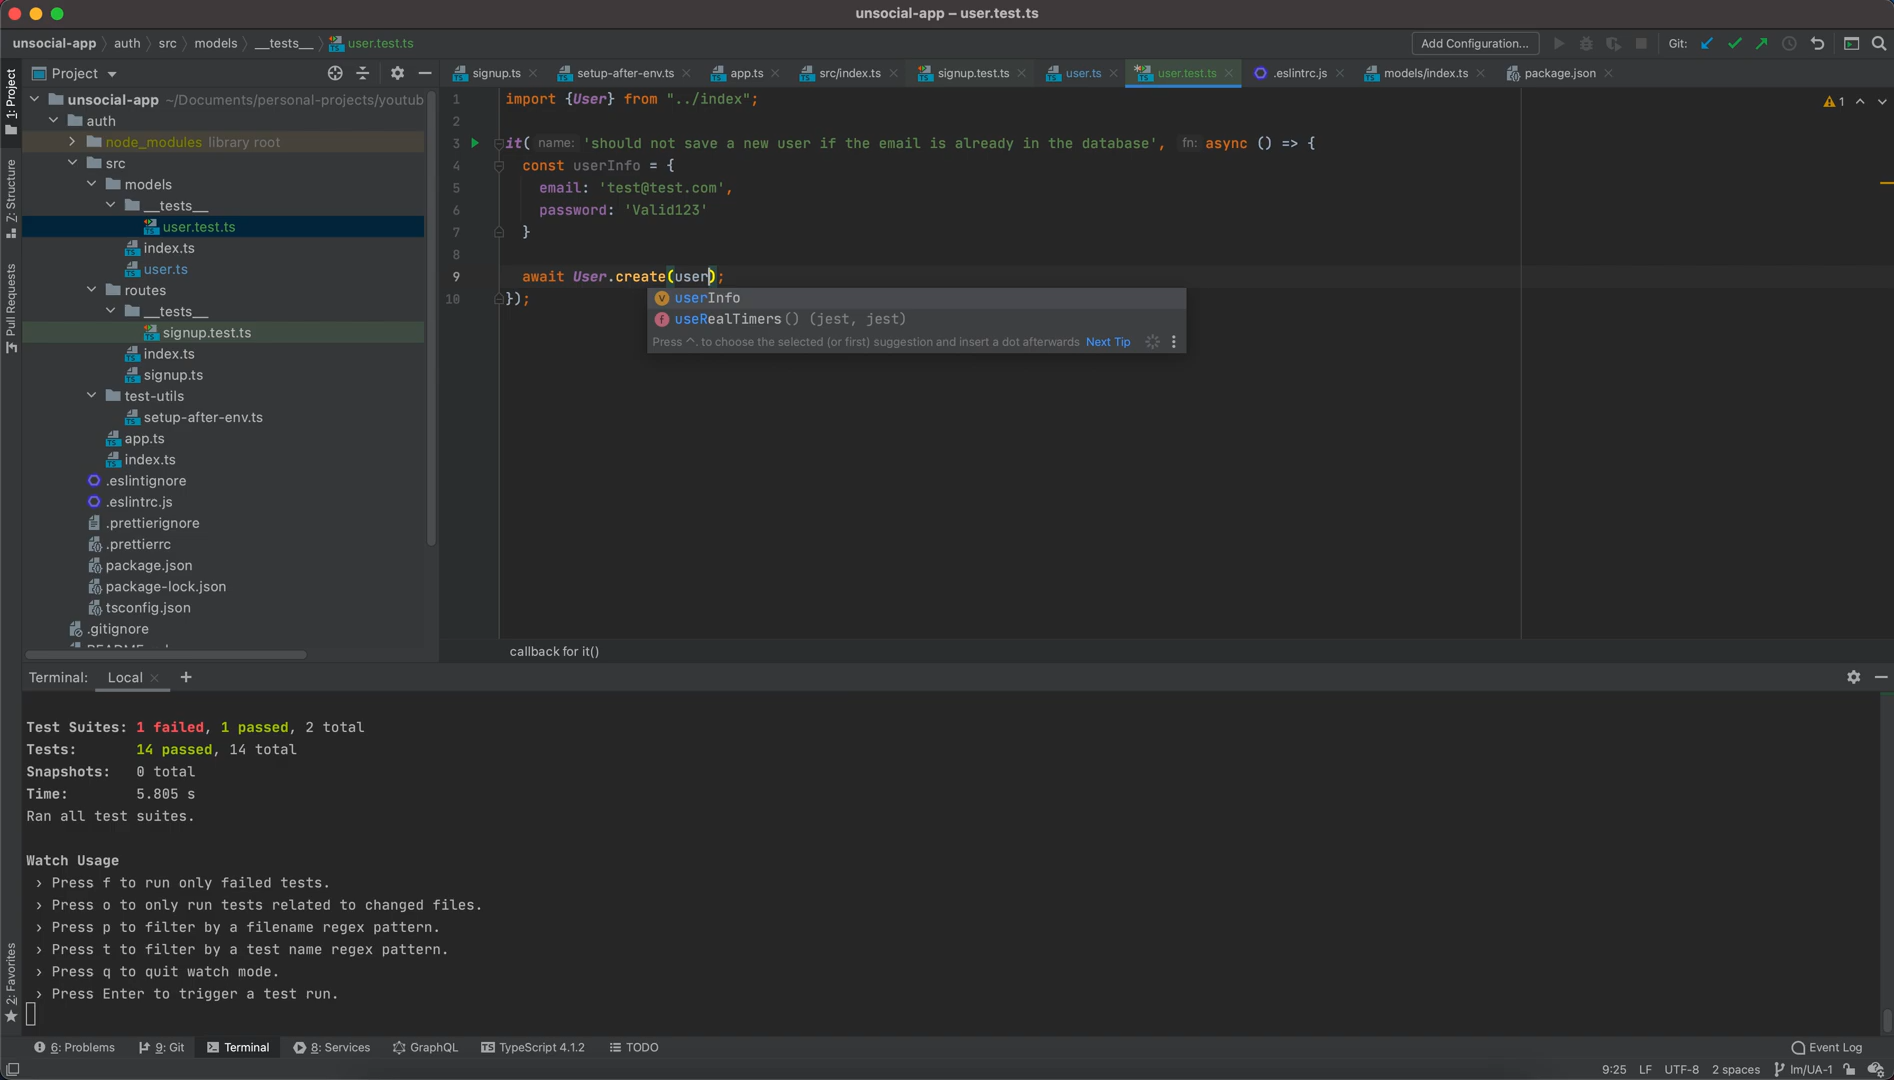 unsocial-app – user.test.ts
unsocial-app auth src models __tests__ user.test.ts
Add Configuration...
Git:
Project
signup.ts setup-after-env.ts app.ts src/index.ts signup.test.ts user.ts user.test.ts .eslintrc.js models/index.ts package.json
1: Project
Z: Structure
Pull Requests
2: Favorites
unsocial-app ~/Documents/personal-projects/youtub
auth
node_modules library root
src
models
__tests__
user.test.ts
index.ts
user.ts
routes
__tests__
signup.test.ts
index.ts
signup.ts
test-utils
setup-after-env.ts
app.ts
index.ts
.eslintignore
.eslintrc.js
.prettierignore
.prettierrc
package.json
package-lock.json
tsconfig.json
.gitignore
1 import {User} from "../index";
2
3 it( name: 'should not save a new user if the email is already in the database', fn: async () => {
4 const userInfo = {
5 email: 'test@test.com',
6 password: 'Valid123'
7 }
8
9 await User.create(user);
10 });
1
userInfo
useRealTimers() (jest, jest)
Press ^. to choose the selected (or first) suggestion and insert a dot afterwards Next Tip
callback for it()
Terminal: Local
Test Suites: 1 failed, 1 passed, 2 total
Tests: 14 passed, 14 total
Snapshots: 0 total
Time: 5.805 s
Ran all test suites.
Watch Usage
› Press f to run only failed tests.
› Press o to only run tests related to changed files.
› Press p to filter by a filename regex pattern.
› Press t to filter by a test name regex pattern.
› Press q to quit watch mode.
› Press Enter to trigger a test run.
6: Problems 9: Git Terminal 8: Services GraphQL TypeScript 4.1.2 TODO
Event Log
9:25 LF UTF-8 2 spaces lm/UA-1